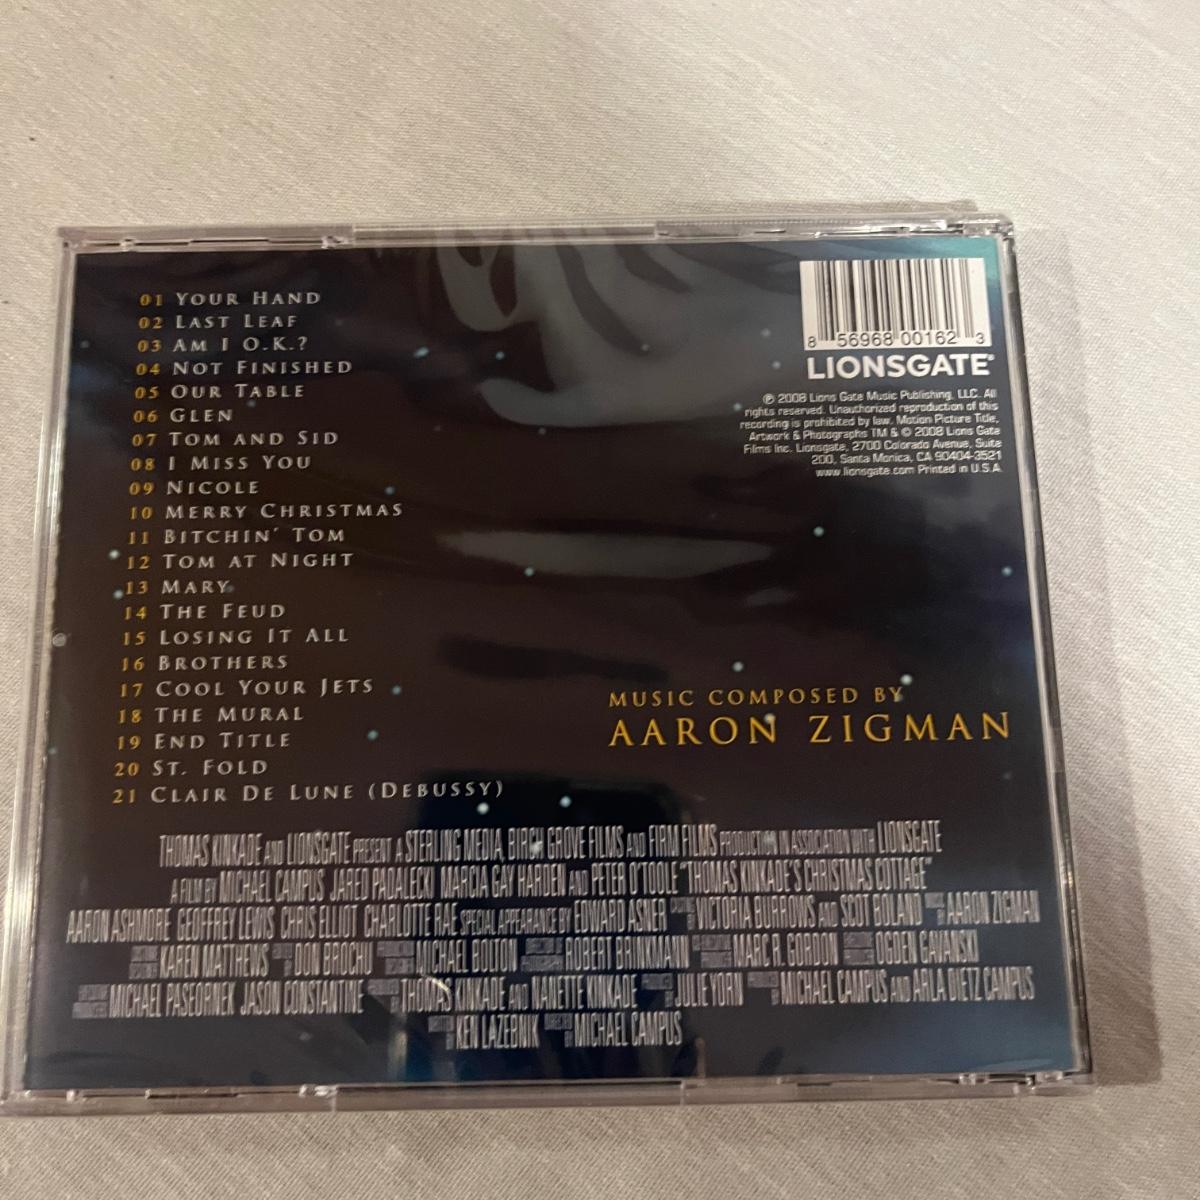 01 YOUR HAND
02 LAST LEAF
03 AM I O.K.?
04 NOT FINISHED
05 OUR TABLE
06 GLEN
07 TOM AND SID
08 I MISS YOU
09 NICOLE
10 MERRY CHRISTMAS
11 BITCHIN' TOM
12 TOM AT NIGHT
13 MARY
14 THE FEUD
15 LOSING IT ALL
16 BROTHERS
17 COOL YOUR JETS
18 THE MURAL
19 END TITLE
20 ST. FOLD
21 CLAIR DE LUNE (DEBUSSY)
8 56968 00162 3
LIONSGATE®
℗ 2008 Lions Gate Music Publishing, LLC. All
rights reserved. Unauthorized reproduction of this
recording is prohibited by law. Motion Picture Title,
Artwork & Photographs TM & © 2008 Lions Gate
Films Inc. Lionsgate, 2700 Colorado Avenue, Suite
200, Santa Monica, CA 90404-3521
www.lionsgate.com Printed in U.S.A.
MUSIC COMPOSED BY
AARON ZIGMAN
THOMAS KINKADE AND LIONSGATE PRESENT A STERLING MEDIA, BIRCH GROVE FILMS AND FIRM FILMS PRODUCTION IN ASSOCIATION WITH LIONSGATE
A FILM BY MICHAEL CAMPUS JARED PADALECKI MARCIA GAY HARDEN AND PETER O'TOOLE "THOMAS KINKADE'S CHRISTMAS COTTAGE"
AARON ASHMORE GEOFFREY LEWIS CHRIS ELLIOT CHARLOTTE RAE SPECIAL APPEARANCE BY EDWARD ASNER CASTING BY VICTORIA BURROWS AND SCOT BOLAND MUSIC BY AARON ZIGMAN
KAREN MATTHEWS DON BROCHU MICHAEL BOLTON ROBERT BRINKMANN MARC R. GORDON OGDEN GAVANSKI
MICHAEL PASEORNEK JASON CONSTANTINE THOMAS KINKADE AND NANETTE KINKADE JULIE YORN MICHAEL CAMPUS AND ARLA DIETZ CAMPUS
WRITTEN BY KEN LAZEBNIK DIRECTED BY MICHAEL CAMPUS